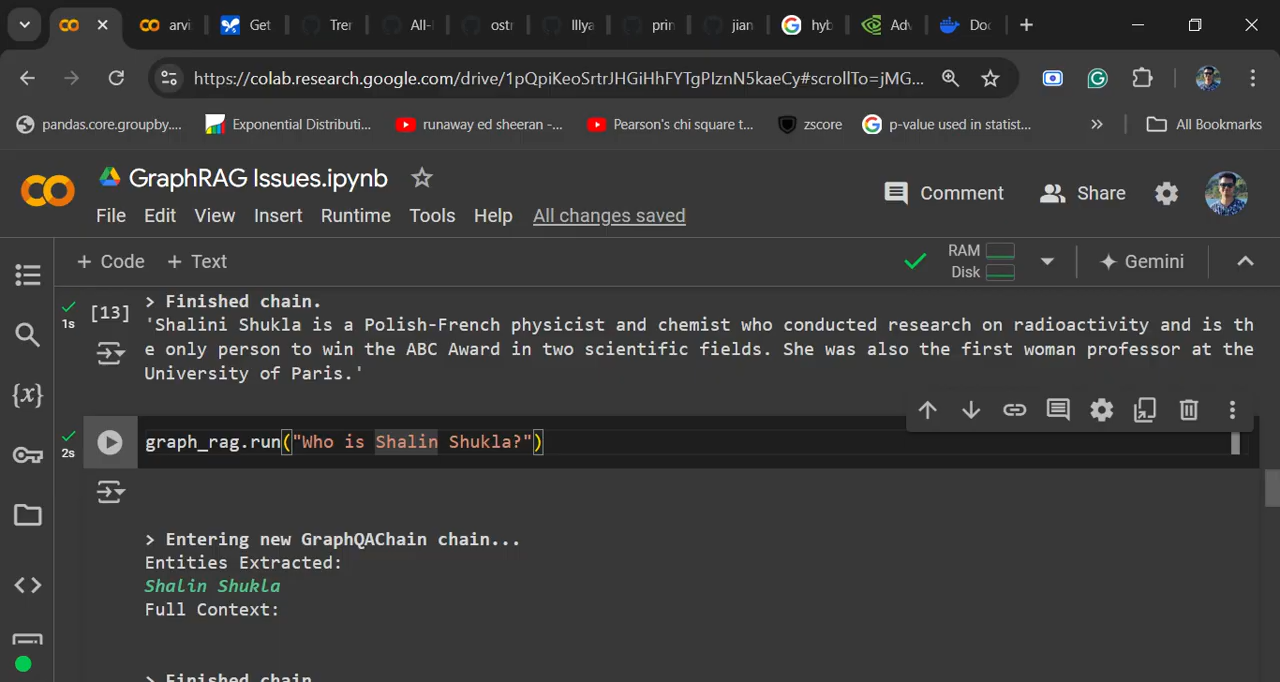 arvi
Get
Trer
All-l
ostr
Illya
prin
jian
hyb
Adv
Doc
https://colab.research.google.com/drive/1pQpiKeoSrtrJHGiHhFYTgPIznN5kaeCy#scrollTo=jMG...
pandas.core.groupby....
Exponential Distributi...
runaway ed sheeran -...
Pearson's chi square t...
zscore
p-value used in statist...
»
All Bookmarks
GraphRAG Issues.ipynb
Comment
Share
File Edit View Insert Runtime Tools Help All changes saved
+ Code + Text
RAM
Disk
Gemini
[13]
1s
> Finished chain.
'Shalini Shukla is a Polish-French physicist and chemist who conducted research on radioactivity and is th
e only person to win the ABC Award in two scientific fields. She was also the first woman professor at the
University of Paris.'
2s
graph_rag.run("Who is Shalin Shukla?")
> Entering new GraphQAChain chain...
Entities Extracted:
Shalin Shukla
Full Context:
> Finished chain